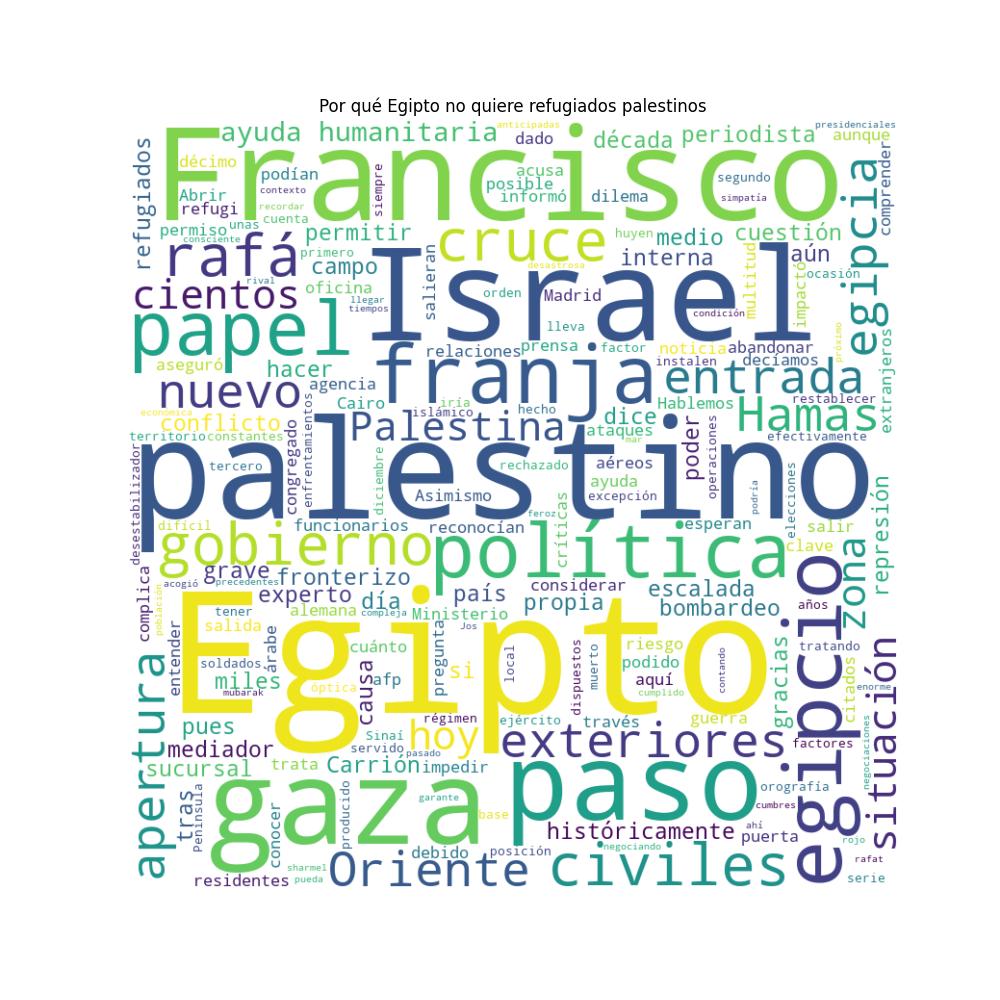 Por qué Egipto no quiere refugiados palestinos
anticipadas
presidenciales
ayuda humanitaria
dado
década
periodista
aunque
refugiados
Francisco
décimo
podían
siempre
acusa
posible
informó
dilema
segundo
simpatía
comprender
Abrir
contexto
refugi
recordar
cuenta
permiso
unas
consciente
permitir
cruce
huyen
medio
cuestión
egipcia
rafá
primero
campo
oficina
salieran
Israel
desastrosa
interna
multitud
aún
impactó
ocasión
cientos
rival
llegar
tiempos
orden
Madrid
condición
papel
lleva
prensa
factor
noticia
abandonar
decíamos
próximo
extranjeros
aseguró
hacer
relaciones
franja
instalen
entrada
nuevo
agencia
Cairo
islámico
iría
hecho
dice
Hablemos
restablecer
económica
conflicto
enfrentamientos
Palestina
ataques
mar
poder
Hamas
territorio
constantes
congregado
efectivamente
desestabilizador
tercero
diciembre
palestino
rechazado
aéreos
ayuda
operaciones
Asimismo
excepción
podría
elecciones
difícil
funcionarios
reconocían
feroz
críticas
esperan
salir
represión
gobierno
política
clave
zona
complica
acogió
precedentes
grave
fronterizo
experto
día
país
considerar
escalada
población
tener
alemana
compleja
Ministerio
propia
bombardeo
egipcio
años
salida
Egipto
Jos
entender
árabe
cuánto
pregunta
local
dispuestos
muerto
riesgo
tratando
soldados
si
podido
aquí
gracias
contando
citados
enorme
situación
miles
mubarak
óptica
causa
afp
cumplido
apertura
régimen
ejército
través
guerra
pues
Sinaí
hoy
exteriores
factores
negociaciones
mediador
servido
pasado
sucursal
trata
Carrión
impedir
paso
orografía
tras
Península
gaza
garante
base
cumbres
conocer
producido
históricamente
ahí
puerta
rojo
negociando
debido
posición
rafat
sharmel
Oriente
civiles
residentes
pueda
serie